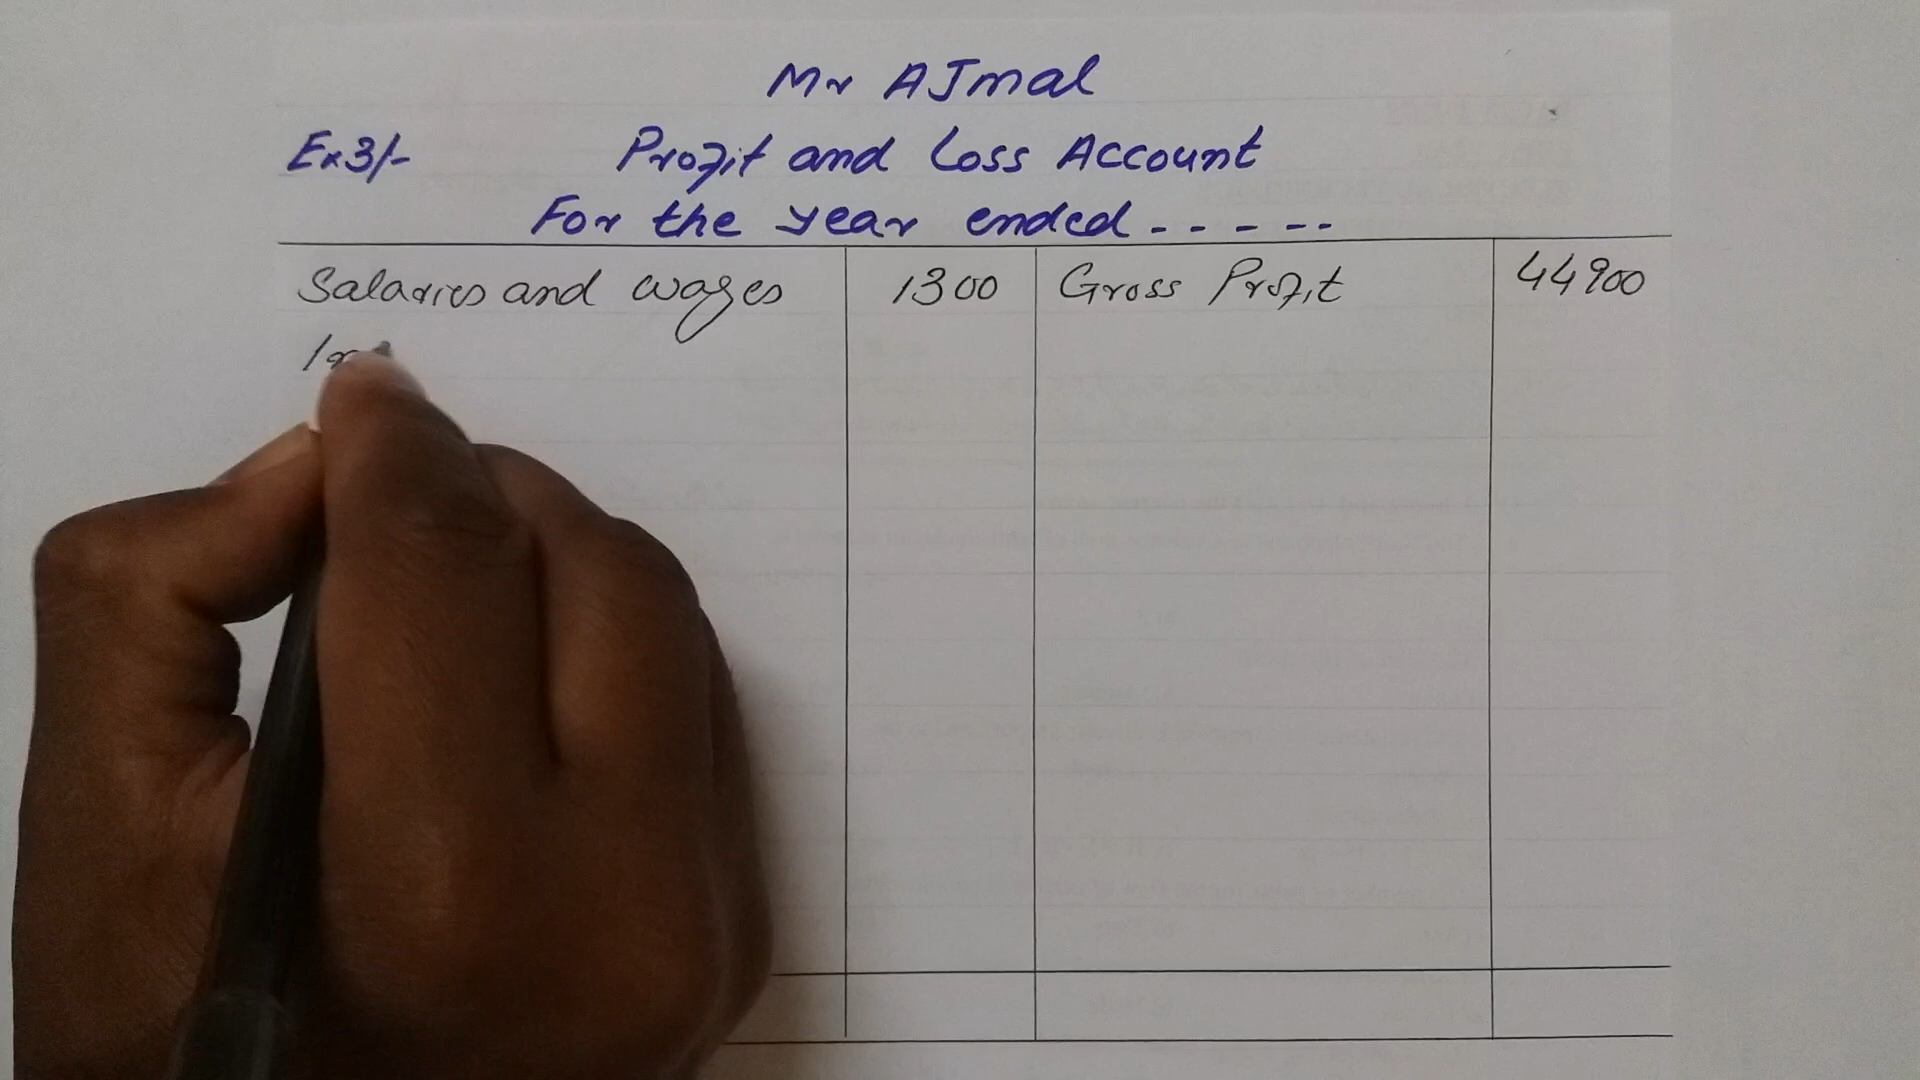 Mr AJmal
Ex3/-
Profit and Loss Account
For the year ended - - - - -
Salaries and wages 1300 Gross Profit 44900